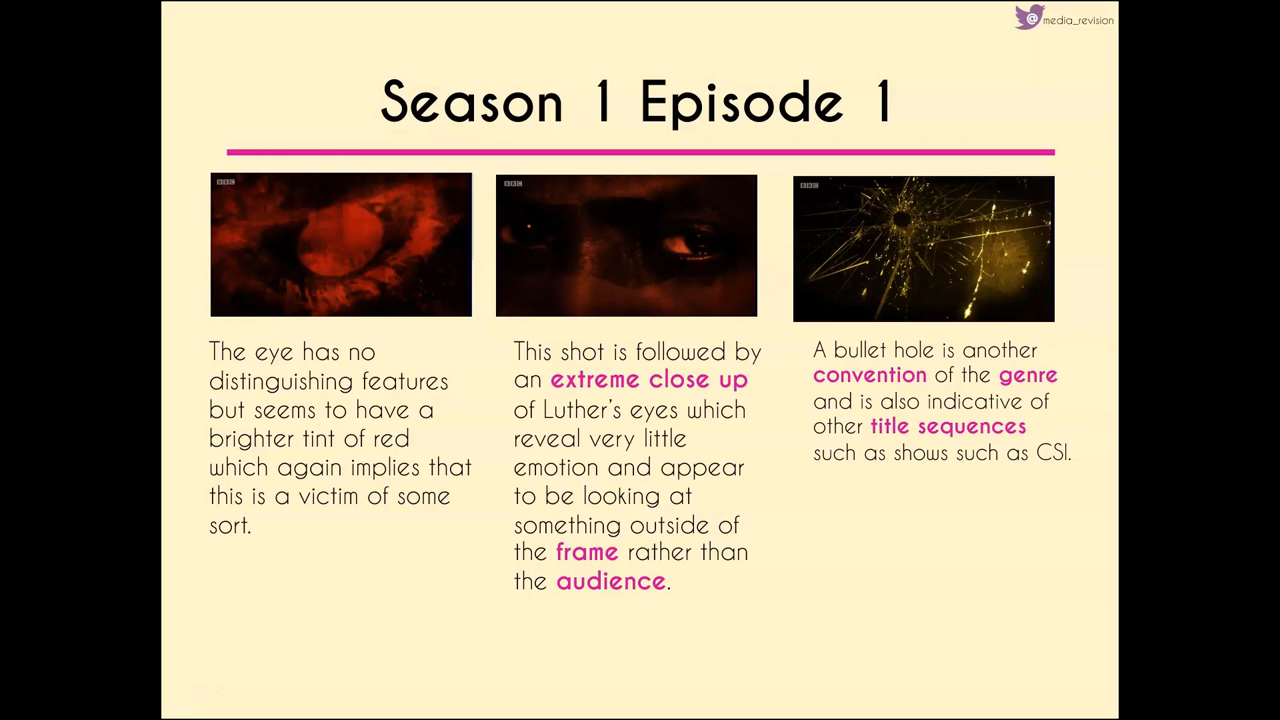 @media_revision
Season 1 Episode 1
BBC
BBC
BBC
The eye has no
distinguishing features
but seems to have a
brighter tint of red
which again implies that
this is a victim of some
sort.
This shot is followed by
an extreme close up
of Luther's eyes which
reveal very little
emotion and appear
to be looking at
something outside of
the frame rather than
the audience.
A bullet hole is another
convention of the genre
and is also indicative of
other title sequences
such as shows such as CSI.